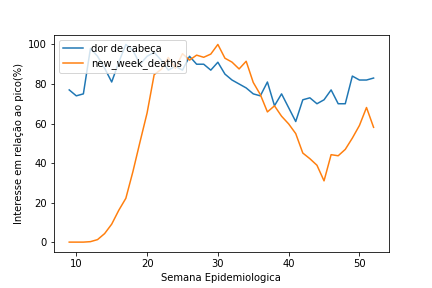 dor de cabeça
new_week_deaths
Interesse em relação ao pico(%)
100
80
60
40
20
0
10
20
30
40
50
Semana Epidemiologica